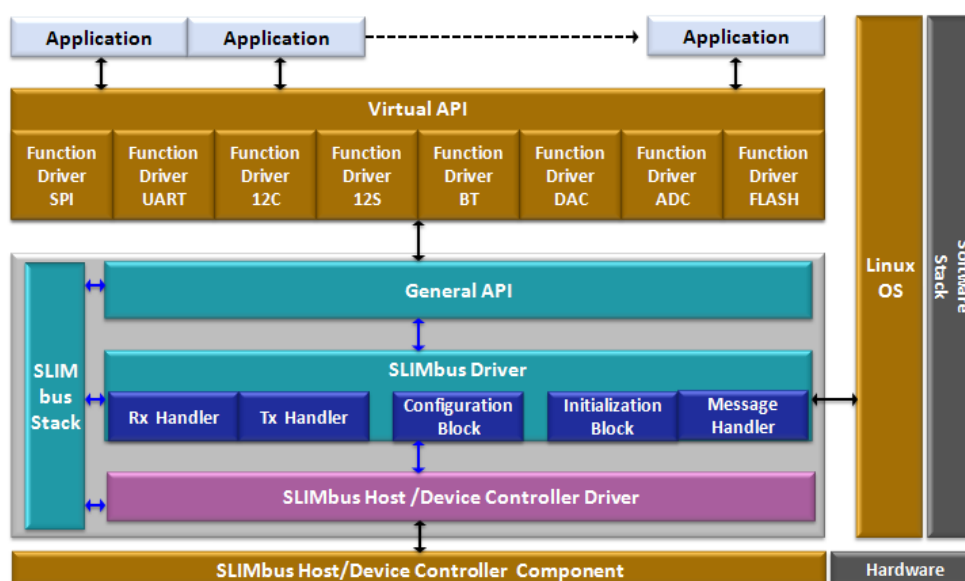 Application
Application
Application
Virtual API
Function
Driver
SPI
Function
Driver
UART
Function
Driver
12C
Function
Driver
12S
Function
Driver
BT
Function
Driver
DAC
Function
Driver
ADC
Function
Driver
FLASH
General API
SLIMbus Driver
Rx Handler
Tx Handler
Configuration
Block
Initialization
Block
Message
Handler
SLIM
bus
Stack
SLIMbus Host /Device Controller Driver
SLIMbus Host/Device Controller Component
Linux
OS
Software
Stack
Hardware